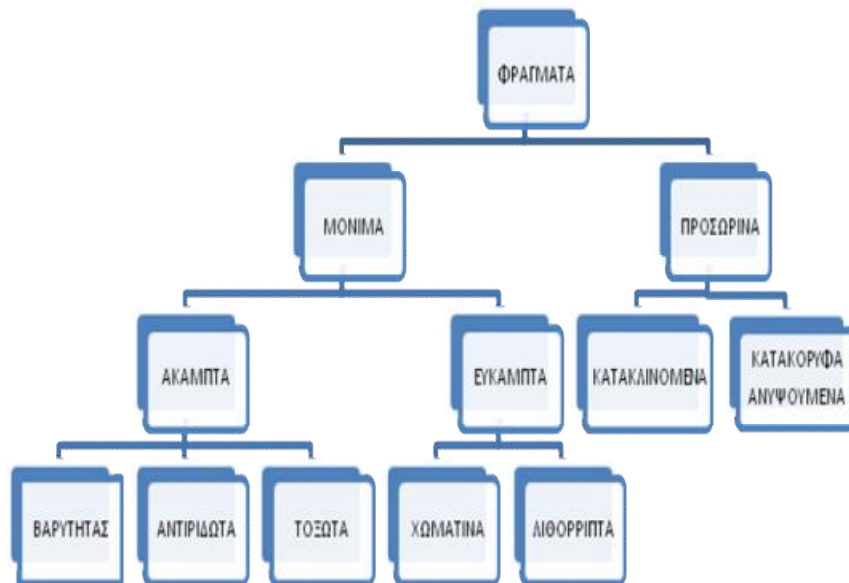 ΦΡΑΓΜΑΤΑ
ΜΟΝΙΜΑ
ΠΡΟΣΩΡΙΝΑ
ΑΚΑΜΠΤΑ
ΕΥΚΑΜΠΤΑ
ΚΑΤΑΚΛΙΝΟΜΕΝΑ
ΚΑΤΑΚΟΡΥΦΑ
ΑΝΥΨΟΥΜΕΝΑ
ΒΑΡΥΤΗΤΑΣ
ΑΝΤΙΡΙΔΩΤΑ
ΤΟΞΩΤΑ
ΧΩΜΑΤΙΝΑ
ΛΙΘΟΡΡΙΠΤΑ